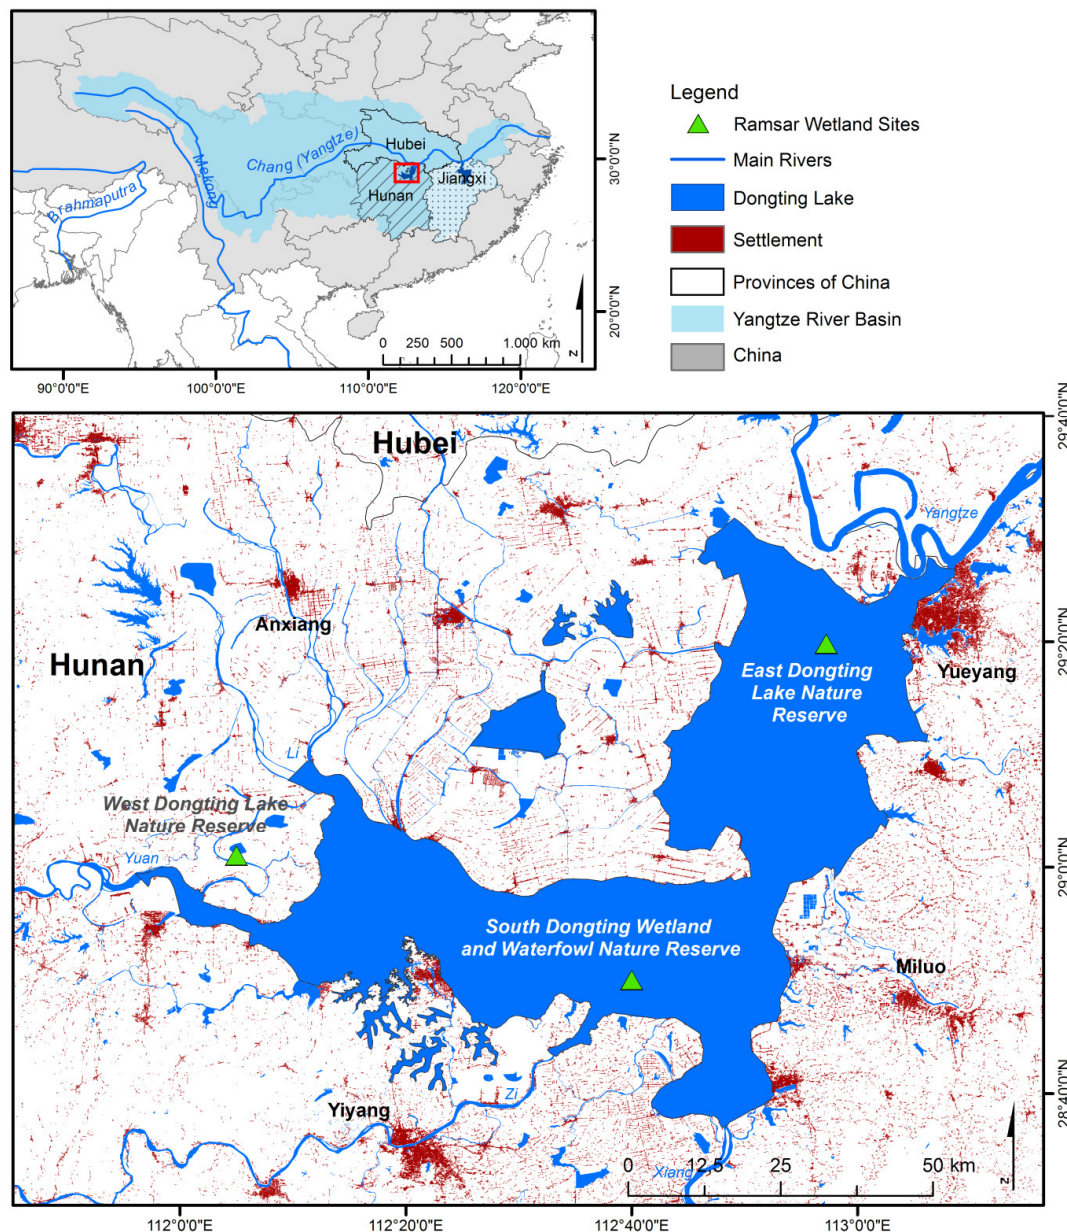 Hubei
Chang (Yangtze)
Mekong
Jiangxi
Hunan
Brahmaputra
30°0'0"N
20°0'0"N
0 250 500 1.000 km
N
90°0'0"E 100°0'0"E 110°0'0"E 120°0'0"E
Legend
Ramsar Wetland Sites
Main Rivers
Dongting Lake
Settlement
Provinces of China
Yangtze River Basin
China
29°40'0"N
Hubei
Yangtze
Anxiang
29°20'0"N
Hunan
Yueyang
East Dongting
Lake Nature
Reserve
Li
West Dongting Lake
Nature Reserve
Yuan
29°0'0"N
South Dongting Wetland
and Waterfowl Nature Reserve
Miluo
Zi
28°40'0"N
Yiyang
Xiang
0 12,5 25 50 km
N
112°0'0"E 112°20'0"E 112°40'0"E 113°0'0"E